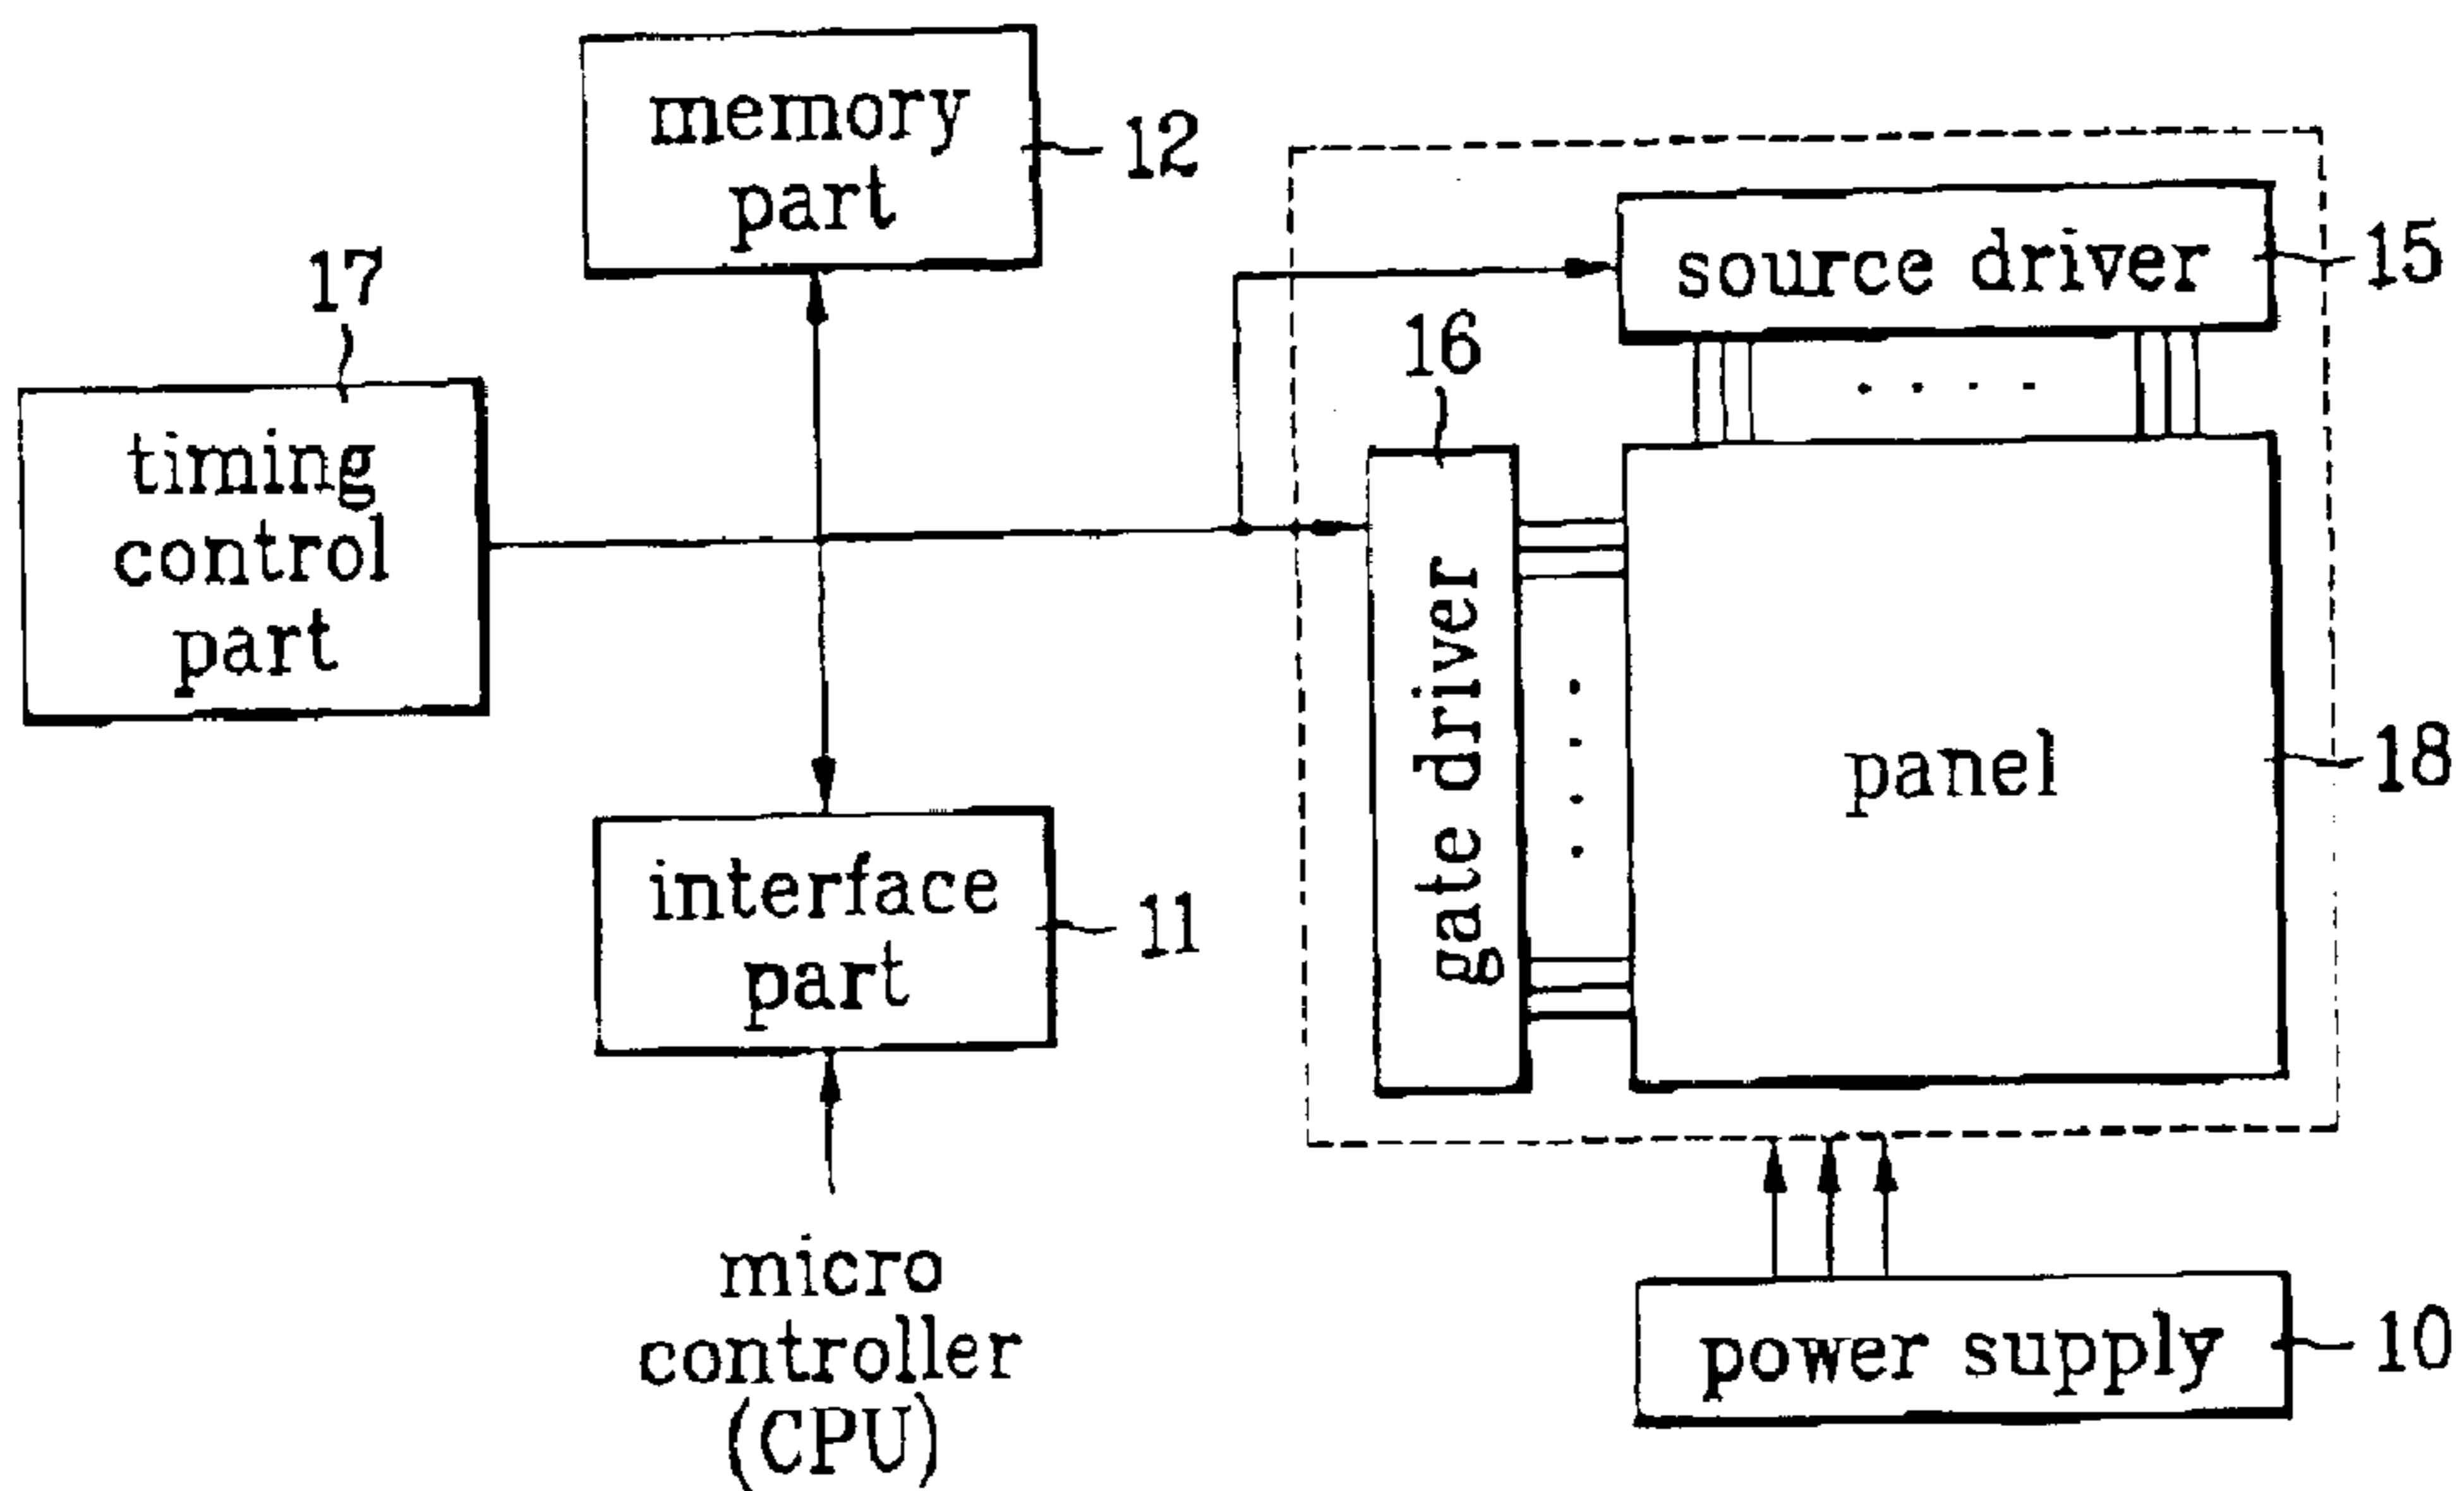 memory
part
12
17
timing
control
part
source driver
15
16
gate driver
panel
18
interface
part
11
micro
controller
(CPU)
power supply
10